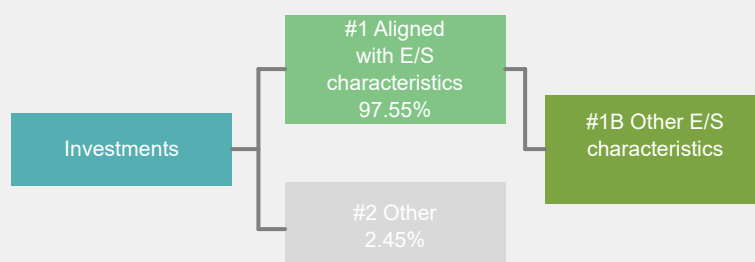 #1 Aligned
with E/S
characteristics
97.55%
Investments
#1B Other E/S
characteristics
#2 Other
2.45%